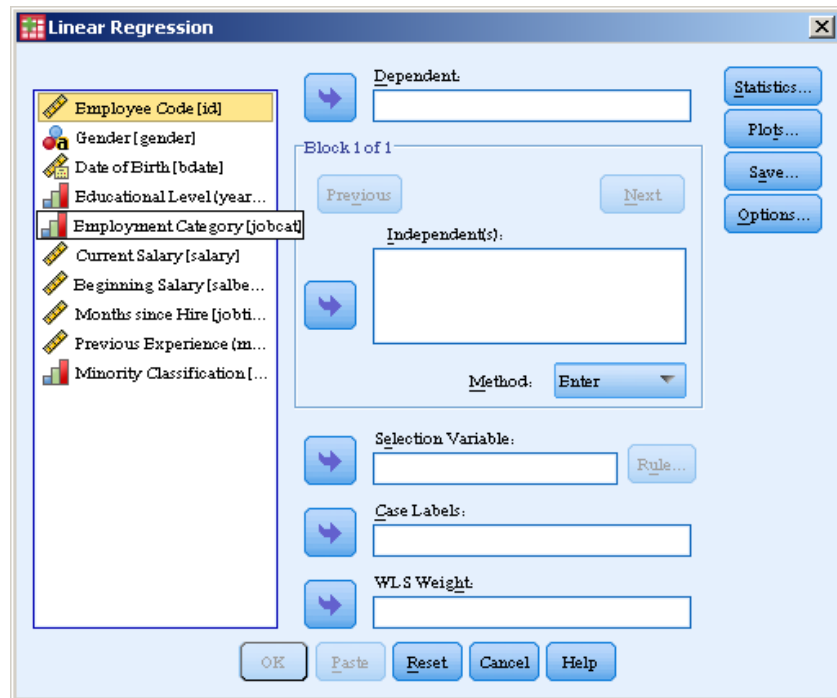 Linear Regression
Employee Code [id]
Gender [gender]
Date of Birth [bdate]
Educational Level (year...
Employment Category [jobcat]
Current Salary [salary]
Beginning Salary [salbe...
Months since Hire [jobti...
Previous Experience (m...
Minority Classification [...
Dependent:
Block 1 of 1
Previous
Next
Independent(s):
Method: Enter
Selection Variable:
Rule...
Case Labels:
WLS Weight:
Statistics...
Plots...
Save...
Options...
OK
Paste
Reset
Cancel
Help